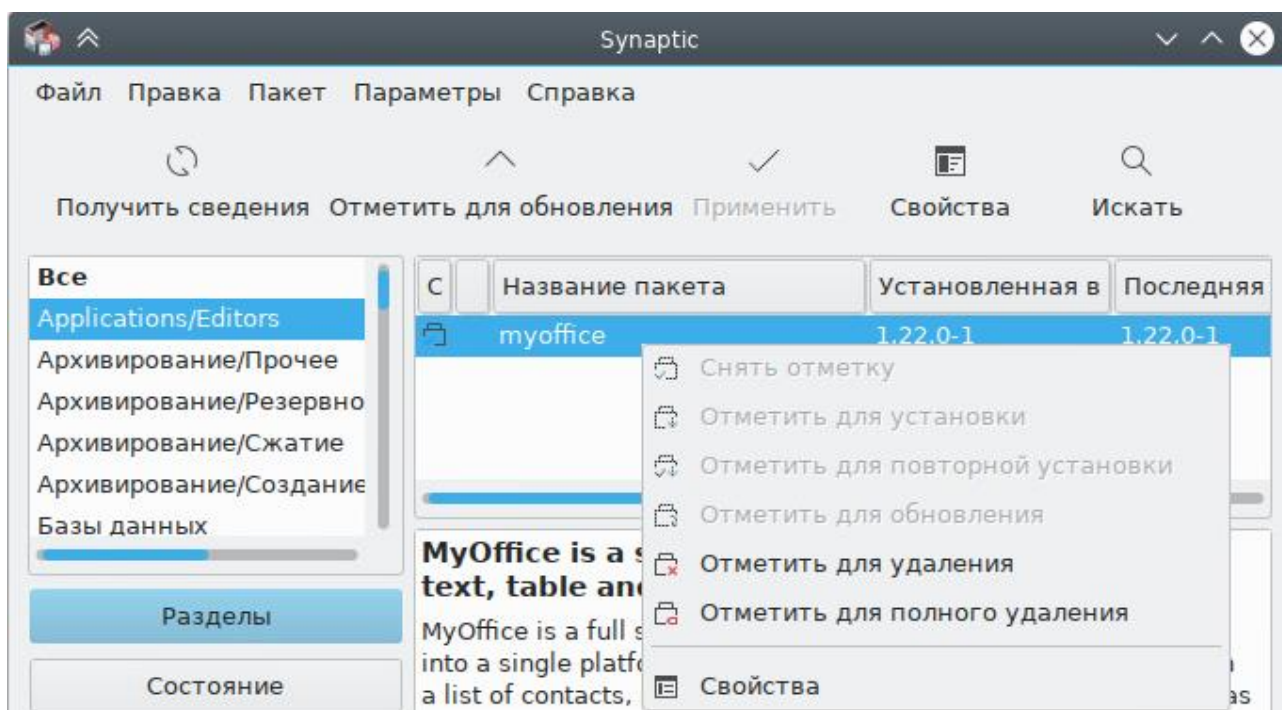 Synaptic
Файл Правка Пакет Параметры Справка
Получить сведения Отметить для обновления Применить Свойства Искать
Все
Applications/Editors
Архивирование/Прочее
Архивирование/Резервно
Архивирование/Сжатие
Архивирование/Создание
Базы данных
Разделы
Состояние
С Название пакета Установленная в Последняя
myoffice 1.22.0-1 1.22.0-1
Снять отметку
Отметить для установки
Отметить для повторной установки
Отметить для обновления
Отметить для удаления
Отметить для полного удаления
Свойства
MyOffice is a
text, table and
MyOffice is a full
into a single
a list of contacts,
as